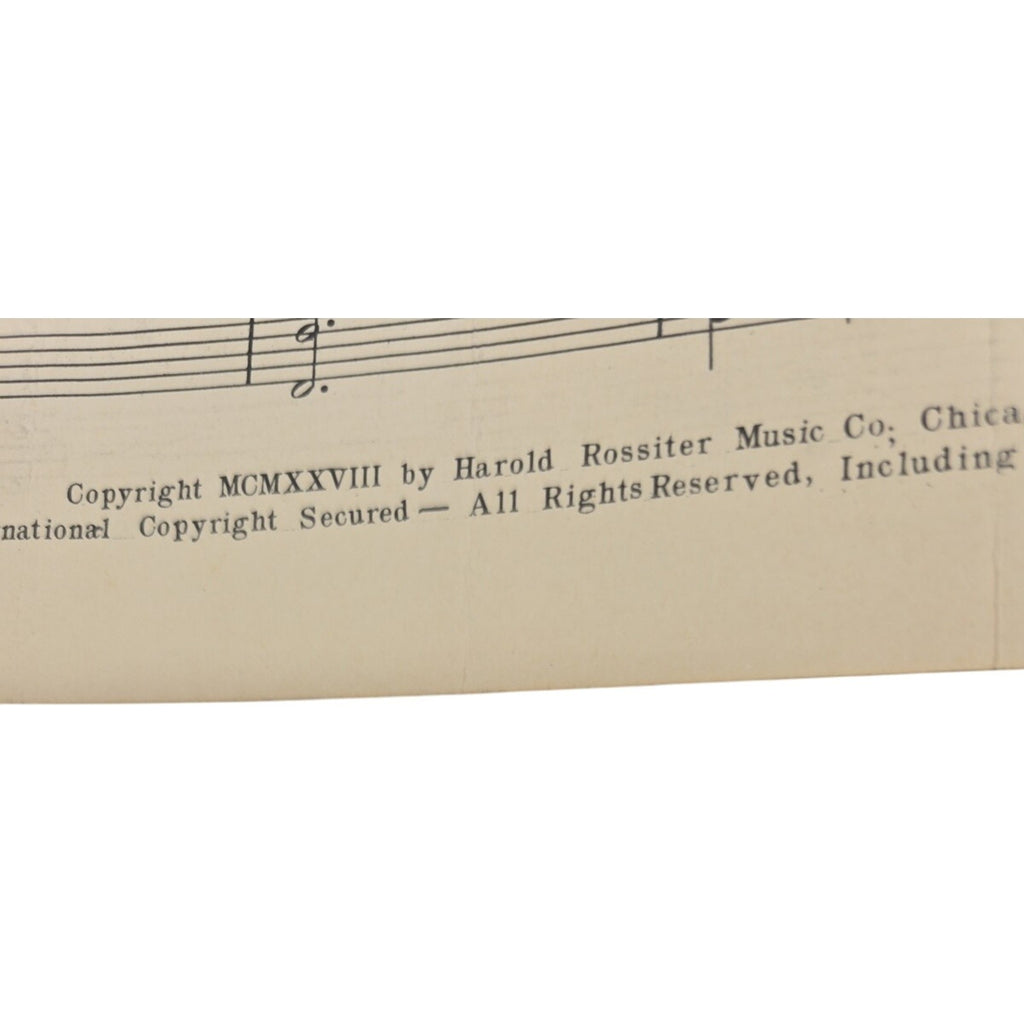 Copyright MCMXXVIII by Harold Rossiter Music Co; Chica
national Copyright Secured — All Rights Reserved, Including